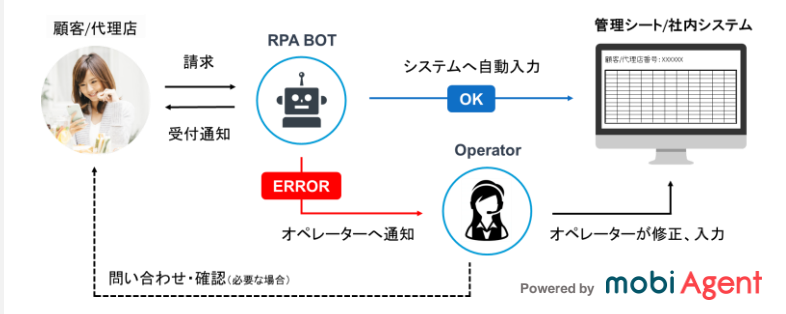 顧客/代理店
請求
受付通知
RPA BOT
システムへ自動入力
OK
管理シート/社内システム
顧客/代理店番号:XXXXXX
ERROR
オペレーターへ通知
Operator
オペレーターが修正、入力
問い合わせ・確認(必要な場合)
Powered by mobi Agent